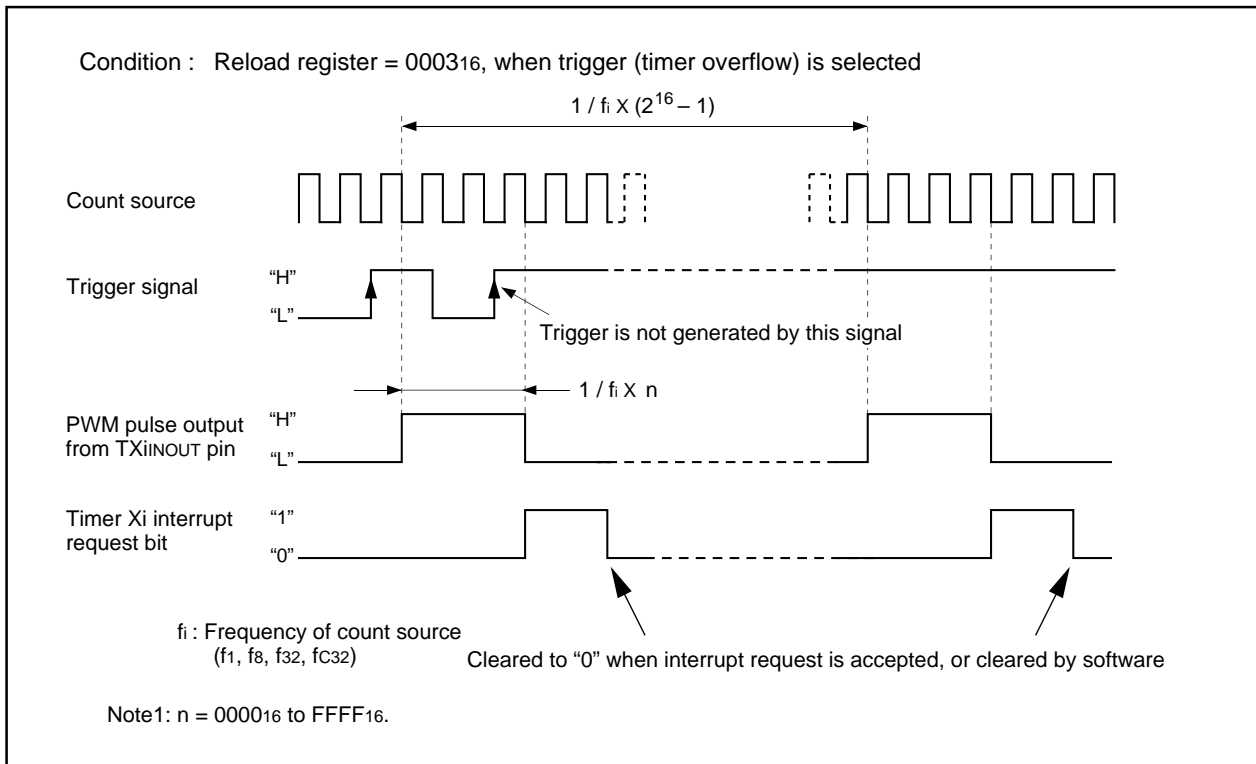 Condition : Reload register = 000316, when trigger (timer overflow) is selected
1 / fi X (2^16 – 1)
Count source
Trigger signal
“H”
“L”
Trigger is not generated by this signal
1 / fi X n
PWM pulse output
from TXiINOUT pin
“H”
“L”
Timer Xi interrupt
request bit
“1”
“0”
fi : Frequency of count source
(f1, f8, f32, fC32)
Cleared to “0” when interrupt request is accepted, or cleared by software
Note1: n = 000016 to FFFF16.